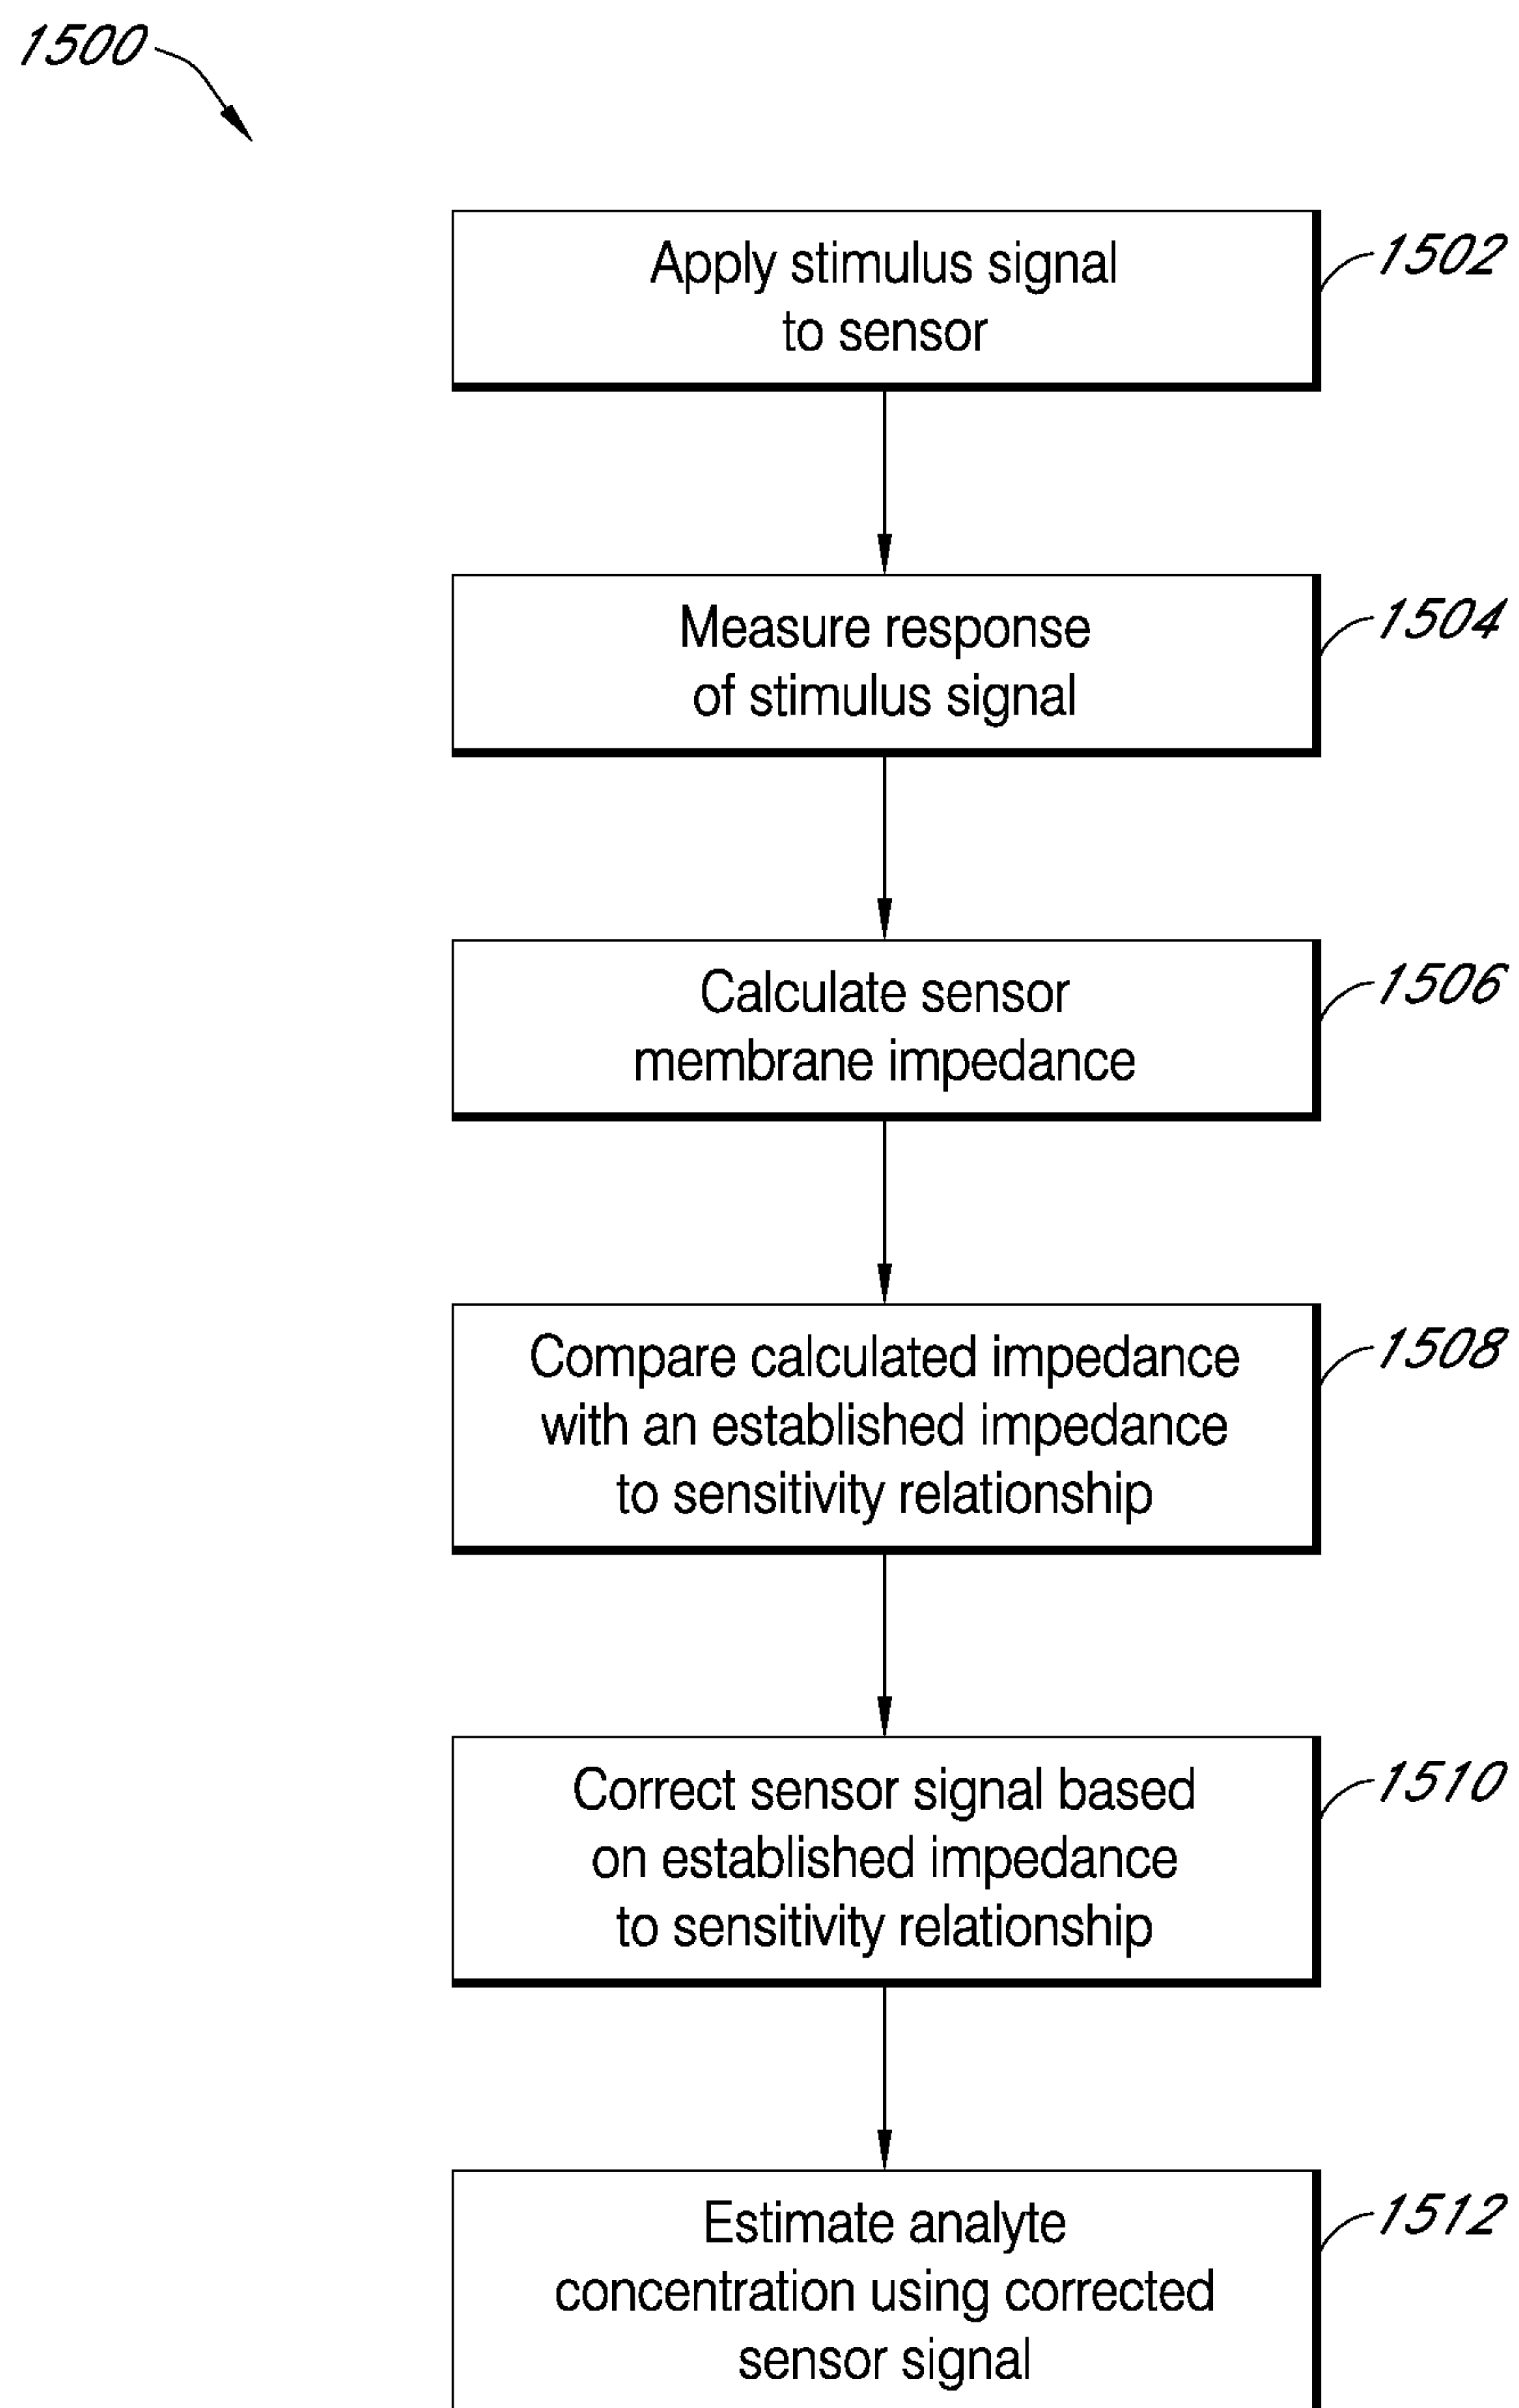 1500
Apply stimulus signal
to sensor
1502
Measure response
of stimulus signal
1504
Calculate sensor
membrane impedance
1506
Compare calculated impedance
with an established impedance
to sensitivity relationship
1508
Correct sensor signal based
on established impedance
to sensitivity relationship
1510
Estimate analyte
concentration using corrected
sensor signal
1512